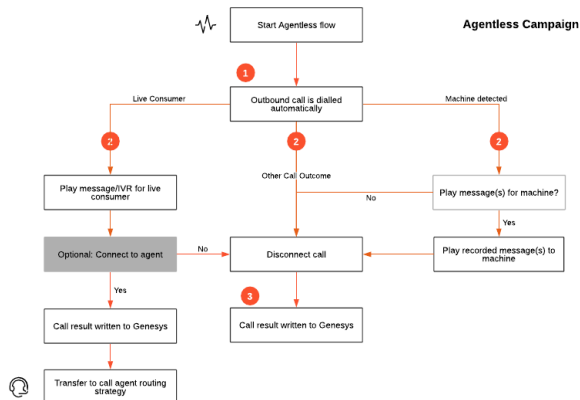 Start Agentless flow
Agentless Campaign
1
Outbound call is dialled
automatically
Live Consumer
Machine detected
2
2
2
Play message/IVR for live
consumer
Other Call Outcome
Play message(s) for machine?
No
Yes
Optional: Connect to agent
No
Disconnect call
Play recorded message(s) to
machine
Yes
3
Call result written to Genesys
Call result written to Genesys
Transfer to call agent routing
strategy